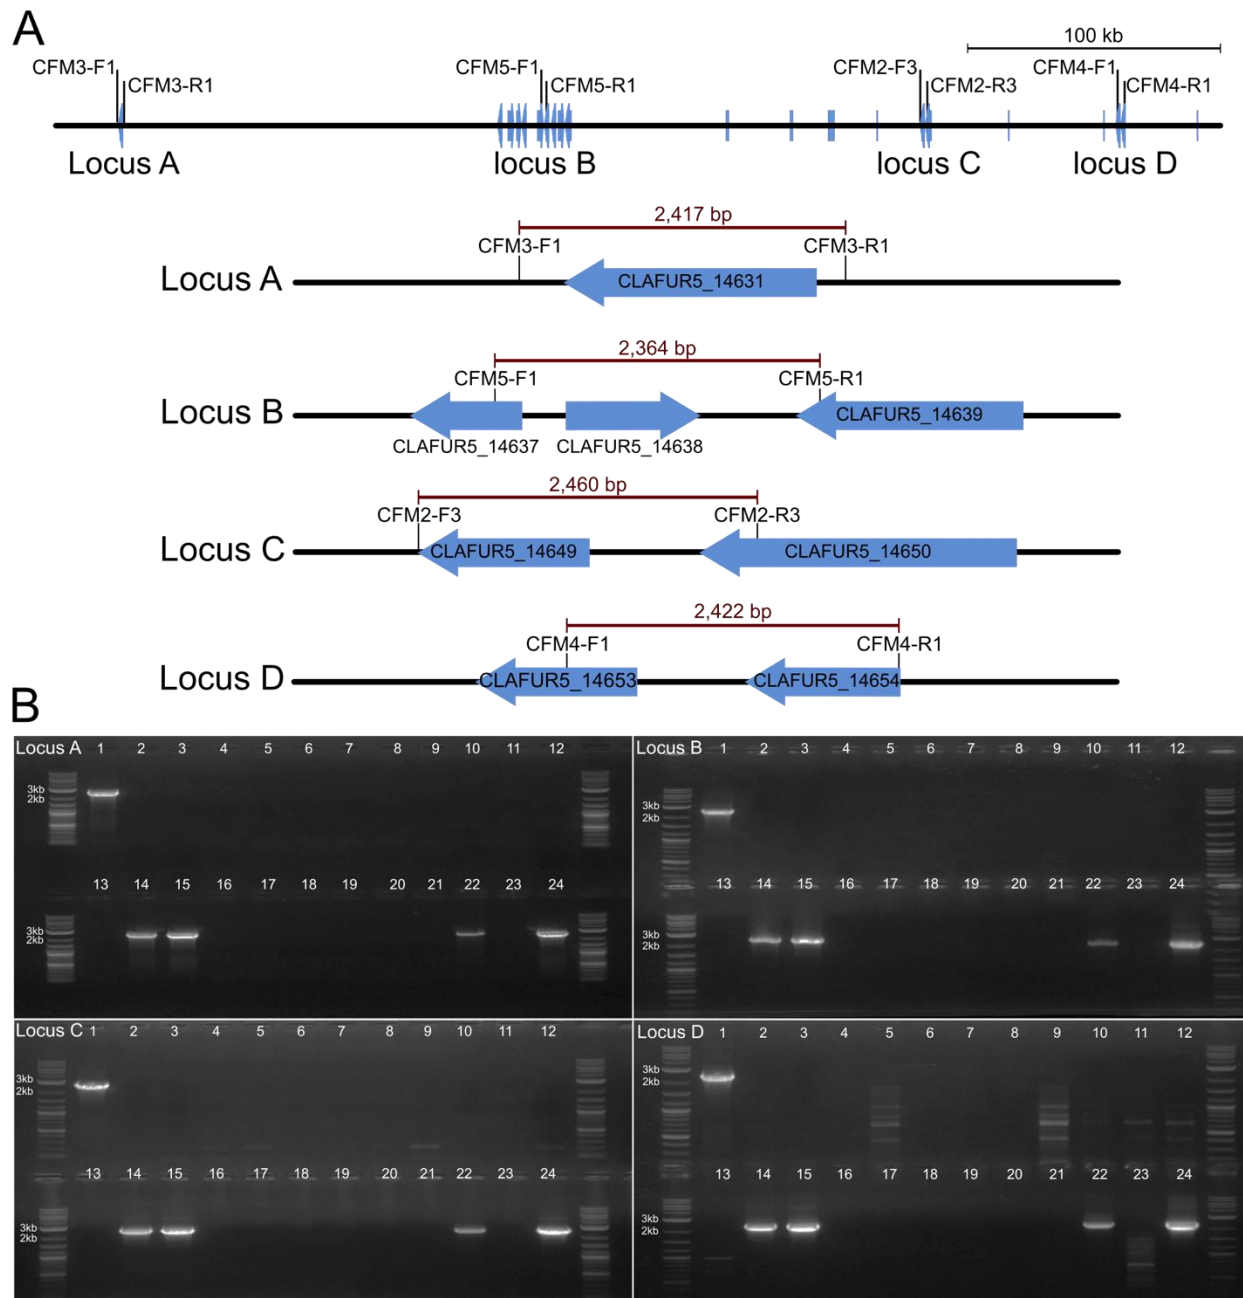 A
100 kb
CFM3-F1 CFM5-F1 CFM2-F3 CFM4-F1
CFM3-R1 CFM5-R1 CFM2-R3 CFM4-R1
Locus A locus B locus C locus D
2,417 bp
CFM3-F1 CFM3-R1
Locus A CLAFUR5_14631
2,364 bp
CFM5-F1 CFM5-R1
Locus B CLAFUR5_14639
CLAFUR5_14637 CLAFUR5_14638
2,460 bp
CFM2-F3 CFM2-R3
Locus C CLAFUR5_14649 CLAFUR5_14650
2,422 bp
CFM4-F1 CFM4-R1
Locus D CLAFUR5_14653 CLAFUR5_14654
B
Locus A 1 2 3 4 5 6 7 8 9 10 11 12
3kb
2kb
13 14 15 16 17 18 19 20 21 22 23 24
3kb
2kb
Locus B 1 2 3 4 5 6 7 8 9 10 11 12
3kb
2kb
13 14 15 16 17 18 19 20 21 22 23 24
3kb
2kb
Locus C 1 2 3 4 5 6 7 8 9 10 11 12
3kb
2kb
13 14 15 16 17 18 19 20 21 22 23 24
3kb
2kb
Locus D 1 2 3 4 5 6 7 8 9 10 11 12
3kb
2kb
13 14 15 16 17 18 19 20 21 22 23 24
3kb
2kb